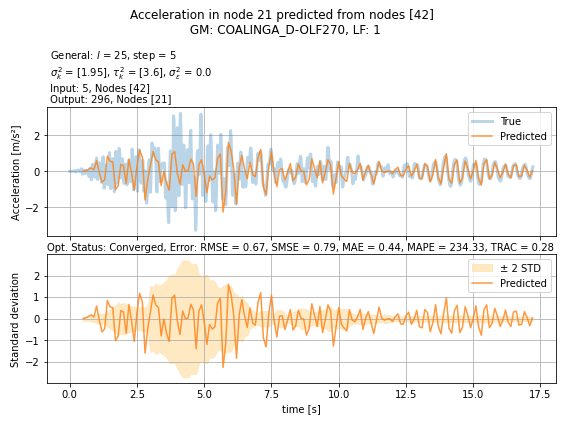 Acceleration in node 21 predicted from nodes [42]
GM: COALINGA_D-OLF270, LF: 1
General: l = 25, step = 5
σ²ₖ = [1.95], τ²ₖ = [3.6], σ²ₜ = 0.0
Input: 5, Nodes [42]
Output: 296, Nodes [21]
Acceleration [m/s²]
2
0
−2
True
Predicted
Opt. Status: Converged, Error: RMSE = 0.67, SMSE = 0.79, MAE = 0.44, MAPE = 234.33, TRAC = 0.28
Standard deviation
2
1
0
−1
−2
± 2 STD
Predicted
0.0 2.5 5.0 7.5 10.0 12.5 15.0 17.5
time [s]